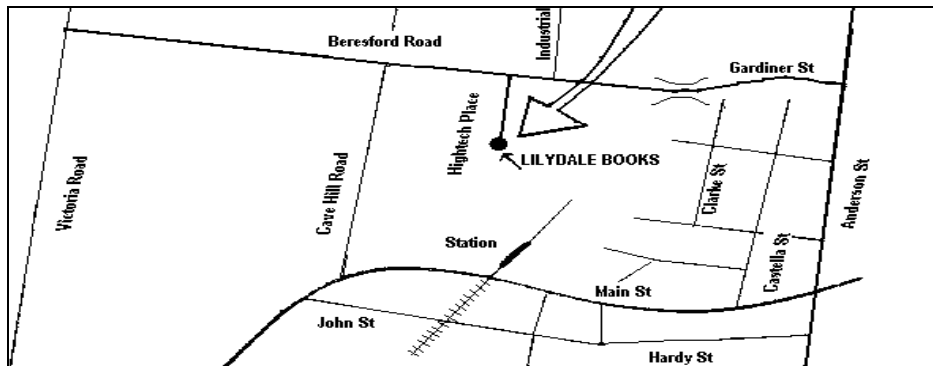 Beresford Road
Industrial
Gardiner St
Hightech Place
LILYDALE BOOKS
Victoria Road
Cave Hill Road
Clarke St
Anderson St
Station
Castella St
Main St
John St
Hardy St